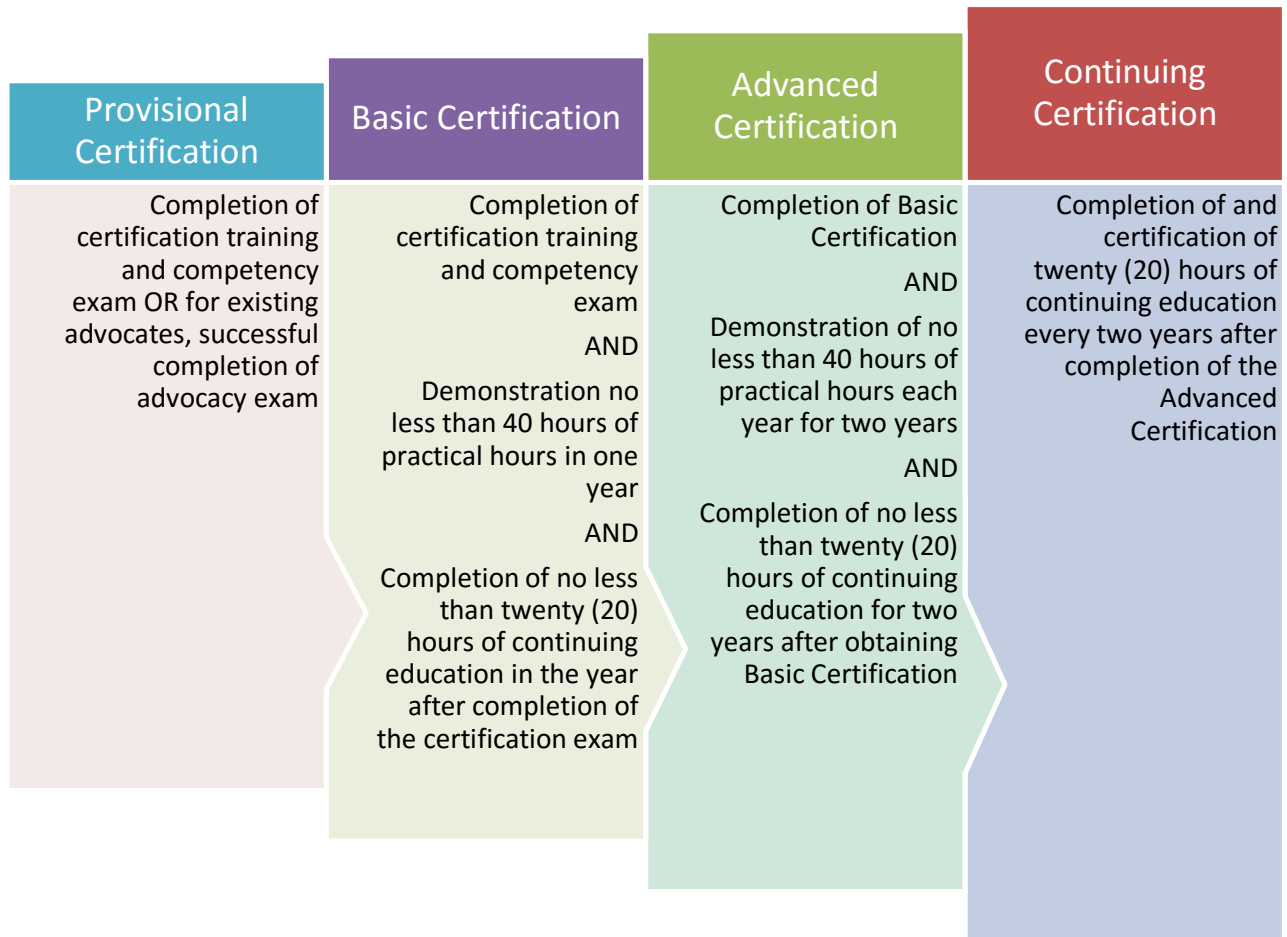 Provisional
Certification
Completion of
certification training
and competency
exam OR for existing
advocates, successful
completion of
advocacy exam
Basic Certification
Completion of
certification training
and competency
exam
AND
Demonstration no
less than 40 hours of
practical hours in one
year
AND
Completion of no less
than twenty (20)
hours of continuing
education in the year
after completion of
the certification exam
Advanced
Certification
Completion of Basic
Certification
AND
Demonstration of no
less than 40 hours of
practical hours each
year for two years
AND
Completion of no less
than twenty (20)
hours of continuing
education for two
years after obtaining
Basic Certification
Continuing
Certification
Completion of and
certification of
twenty (20) hours of
continuing education
every two years after
completion of the
Advanced
Certification